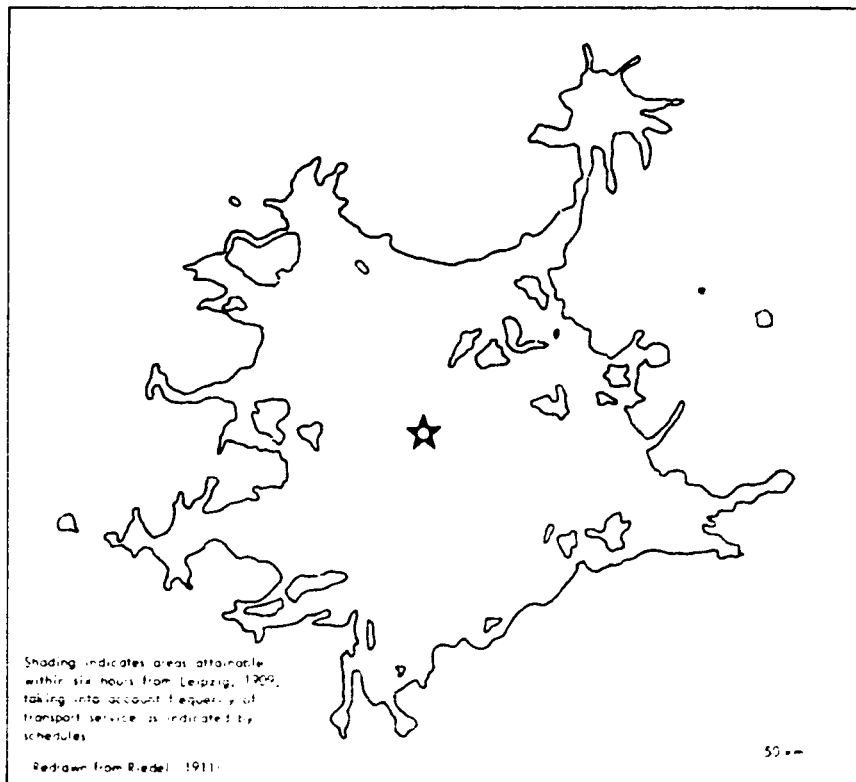 Shading indicates areas attainable
within six hours from Leipzig, 1909,
taking into account frequency of
transport service as indicated by
schedules
Redrawn from Riedel 1911
50 km